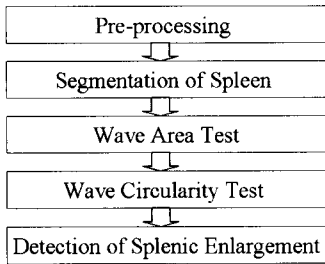 Pre-processing
Segmentation of Spleen
Wave Area Test
Wave Circularity Test
Detection of Splenic Enlargement